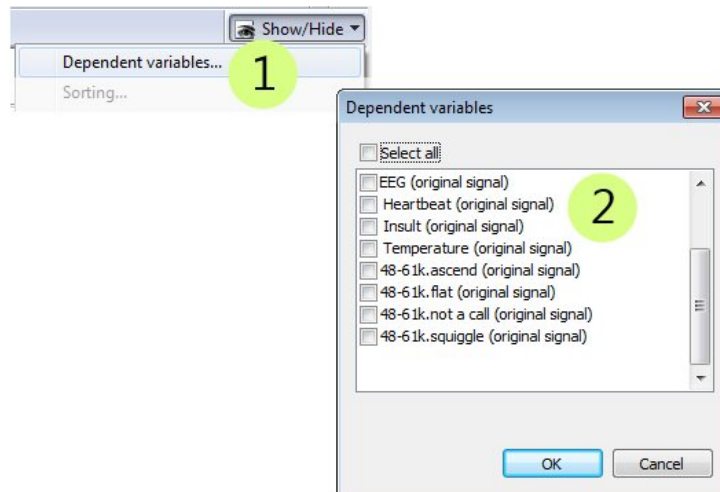 Show/Hide
Dependent variables...
1
Sorting...
Dependent variables
Select all
EEG (original signal)
Heartbeat (original signal)
2
Insult (original signal)
Temperature (original signal)
48-61k.ascend (original signal)
48-61k.flat (original signal)
48-61k.not a call (original signal)
48-61k.squiggle (original signal)
OK
Cancel